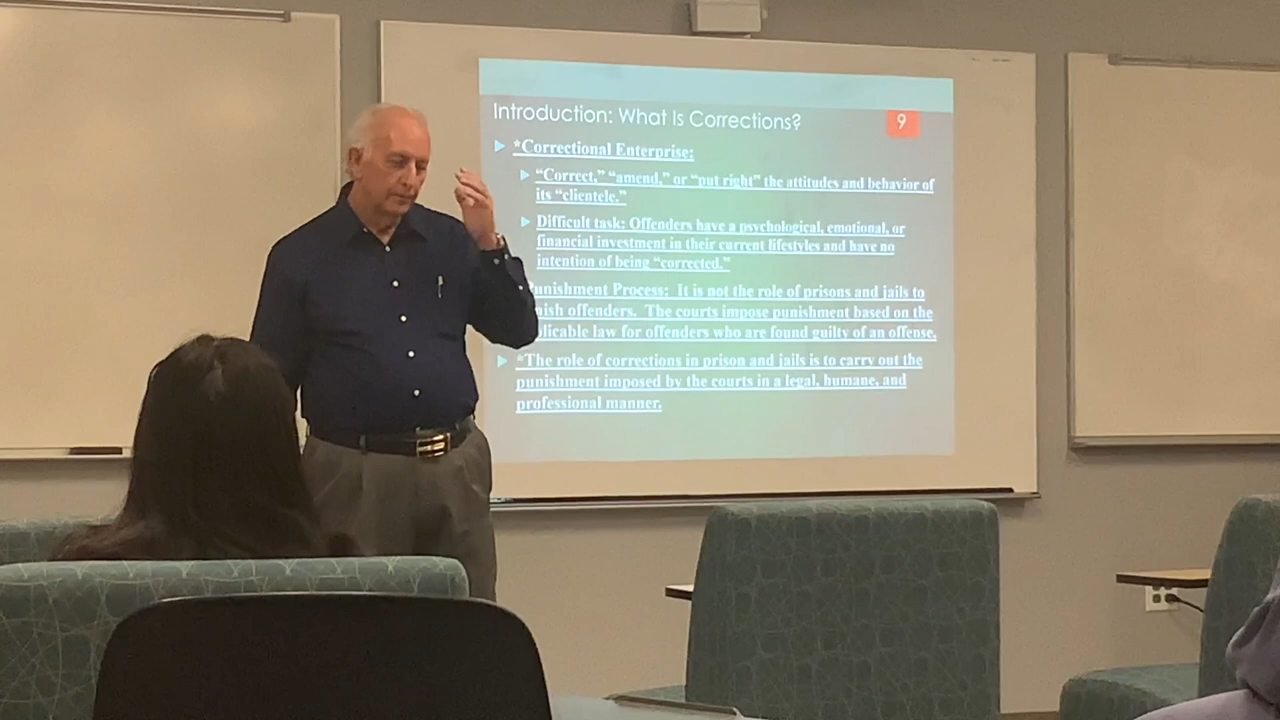 Introduction: What Is Corrections?
9
*Correctional Enterprise:
"Correct," "amend," or "put right" the attitudes and behavior of
its "clientele."
Difficult task: Offenders have a psychological, emotional, or
financial investment in their current lifestyles and have no
intention of being "corrected."
unishment Process: It is not the role of prisons and jails to
nish offenders. The courts impose punishment based on the
licable law for offenders who are found guilty of an offense.
*The role of corrections in prison and jails is to carry out the
punishment imposed by the courts in a legal, humane, and
professional manner.